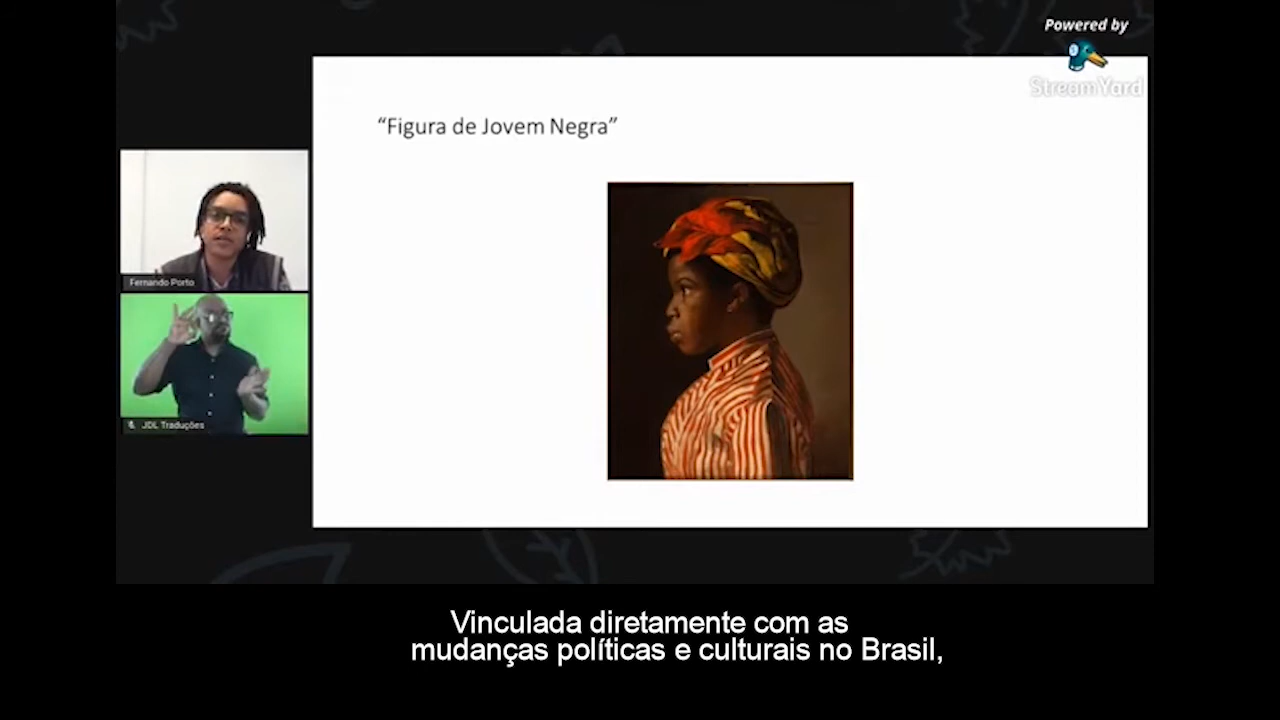 Powered by
StreamYard
“Figura de Jovem Negra”
Fernando Porto
JDL Traduções
Vinculada diretamente com as
mudanças políticas e culturais no Brasil,